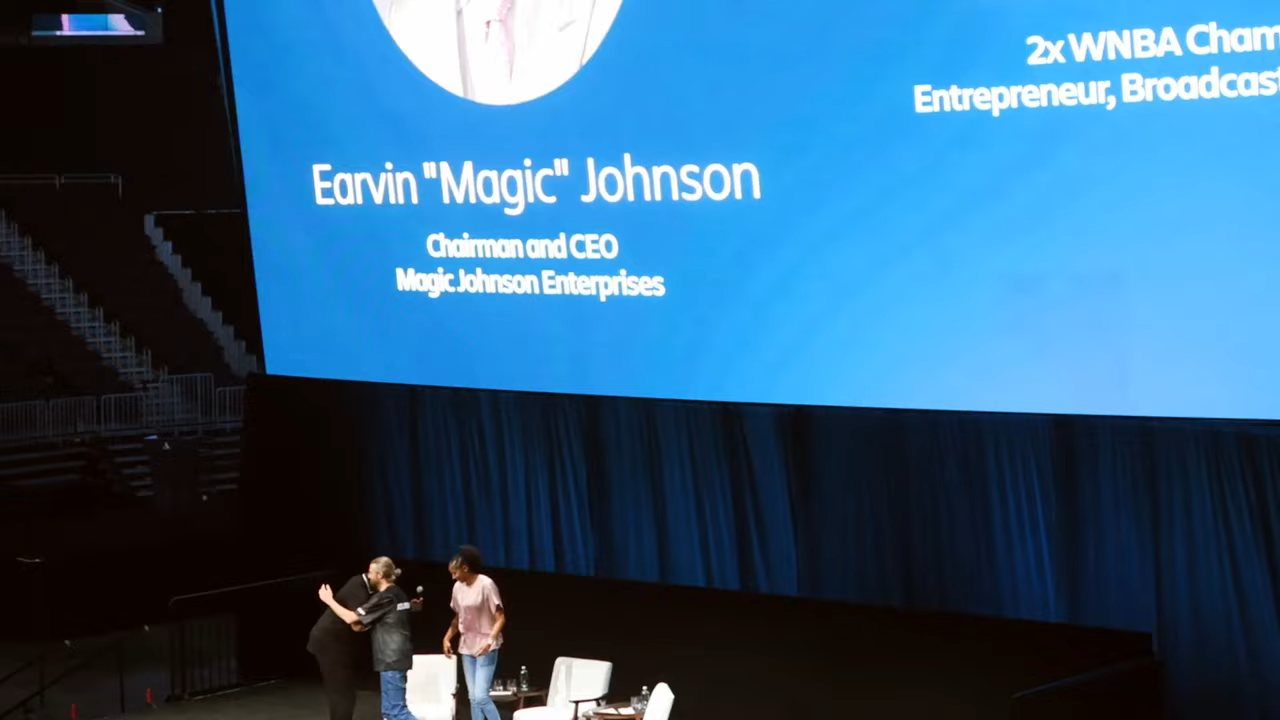 Earvin "Magic" Johnson
Chairman and CEO
Magic Johnson Enterprises
2x WNBA Cham
Entrepreneur, Broadcast